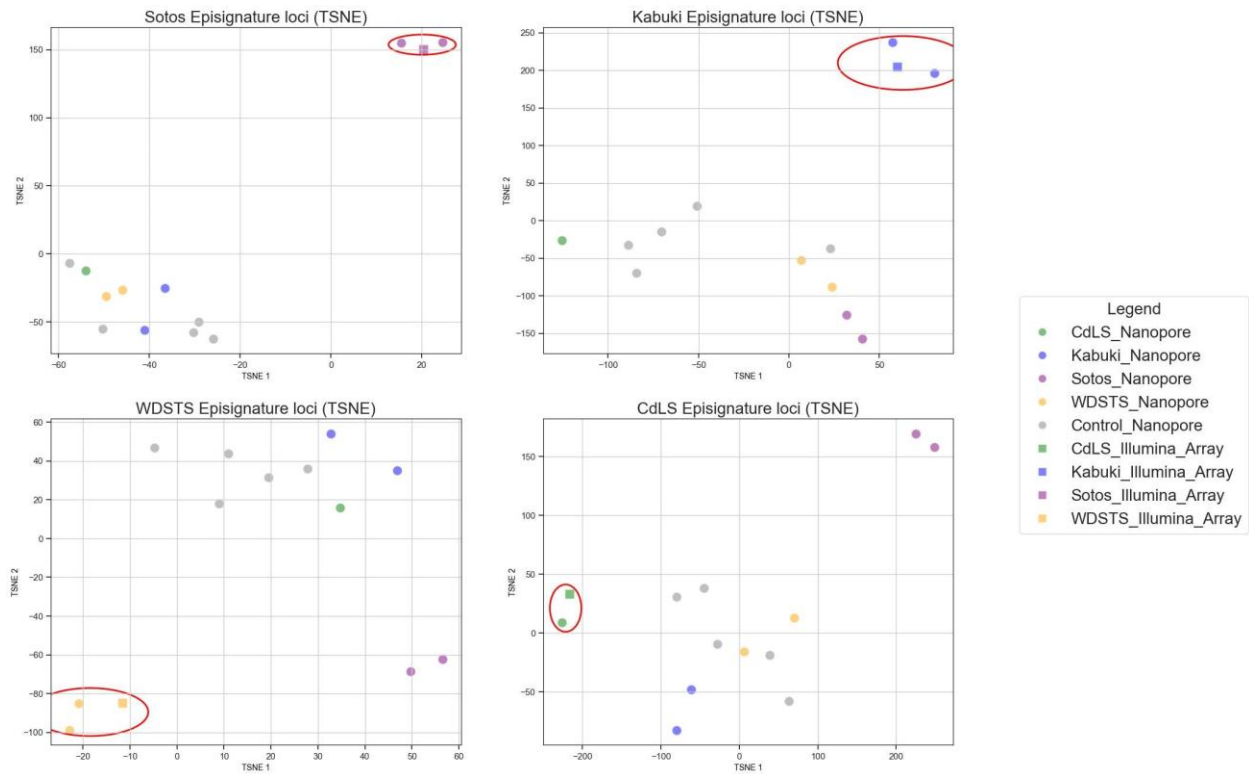 Sotos Episignature loci (TSNE)
150
100
50
0
−50
TSNE 2
−60
−40
−20
0
20
TSNE 1
Kabuki Episignature loci (TSNE)
250
200
150
100
50
0
−50
−100
−150
TSNE 2
−100
−50
0
50
TSNE 1
WDSTS Episignature loci (TSNE)
60
40
20
0
−20
−40
−60
−80
−100
TSNE 2
−20
−10
0
10
20
30
40
50
60
TSNE 1
CdLS Episignature loci (TSNE)
150
100
50
0
−50
TSNE 2
−200
−100
0
100
200
TSNE 1
Legend
CdLS_Nanopore
Kabuki_Nanopore
Sotos_Nanopore
WDSTS_Nanopore
Control_Nanopore
CdLS_Illumina_Array
Kabuki_Illumina_Array
Sotos_Illumina_Array
WDSTS_Illumina_Array